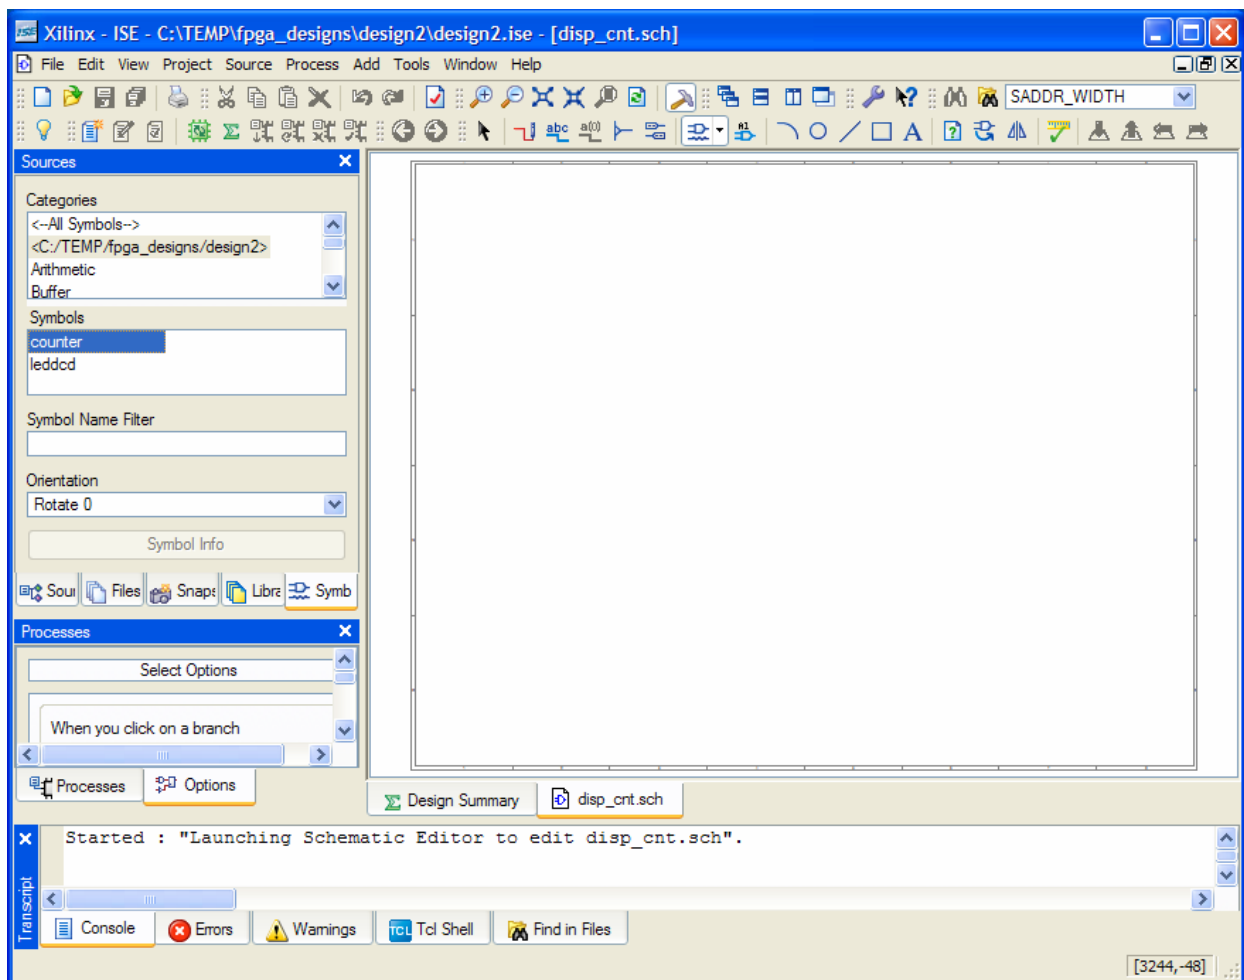 Xilinx - ISE - C:\TEMP\fpga_designs\design2\design2.ise - [disp_cnt.sch]
File Edit View Project Source Process Add Tools Window Help
SADDR_WIDTH
Sources
Categories
<--All Symbols-->
<C:/TEMP/fpga_designs/design2>
Arithmetic
Buffer
Symbols
counter
leddcd
Symbol Name Filter
Orientation
Rotate 0
Symbol Info
Sour Files Snaps Libra Symb
Processes
Select Options
When you click on a branch
Processes Options
Design Summary disp_cnt.sch
Started : "Launching Schematic Editor to edit disp_cnt.sch".
Transcript
Console Errors Warnings TCL Tcl Shell Find in Files
[3244,-48]